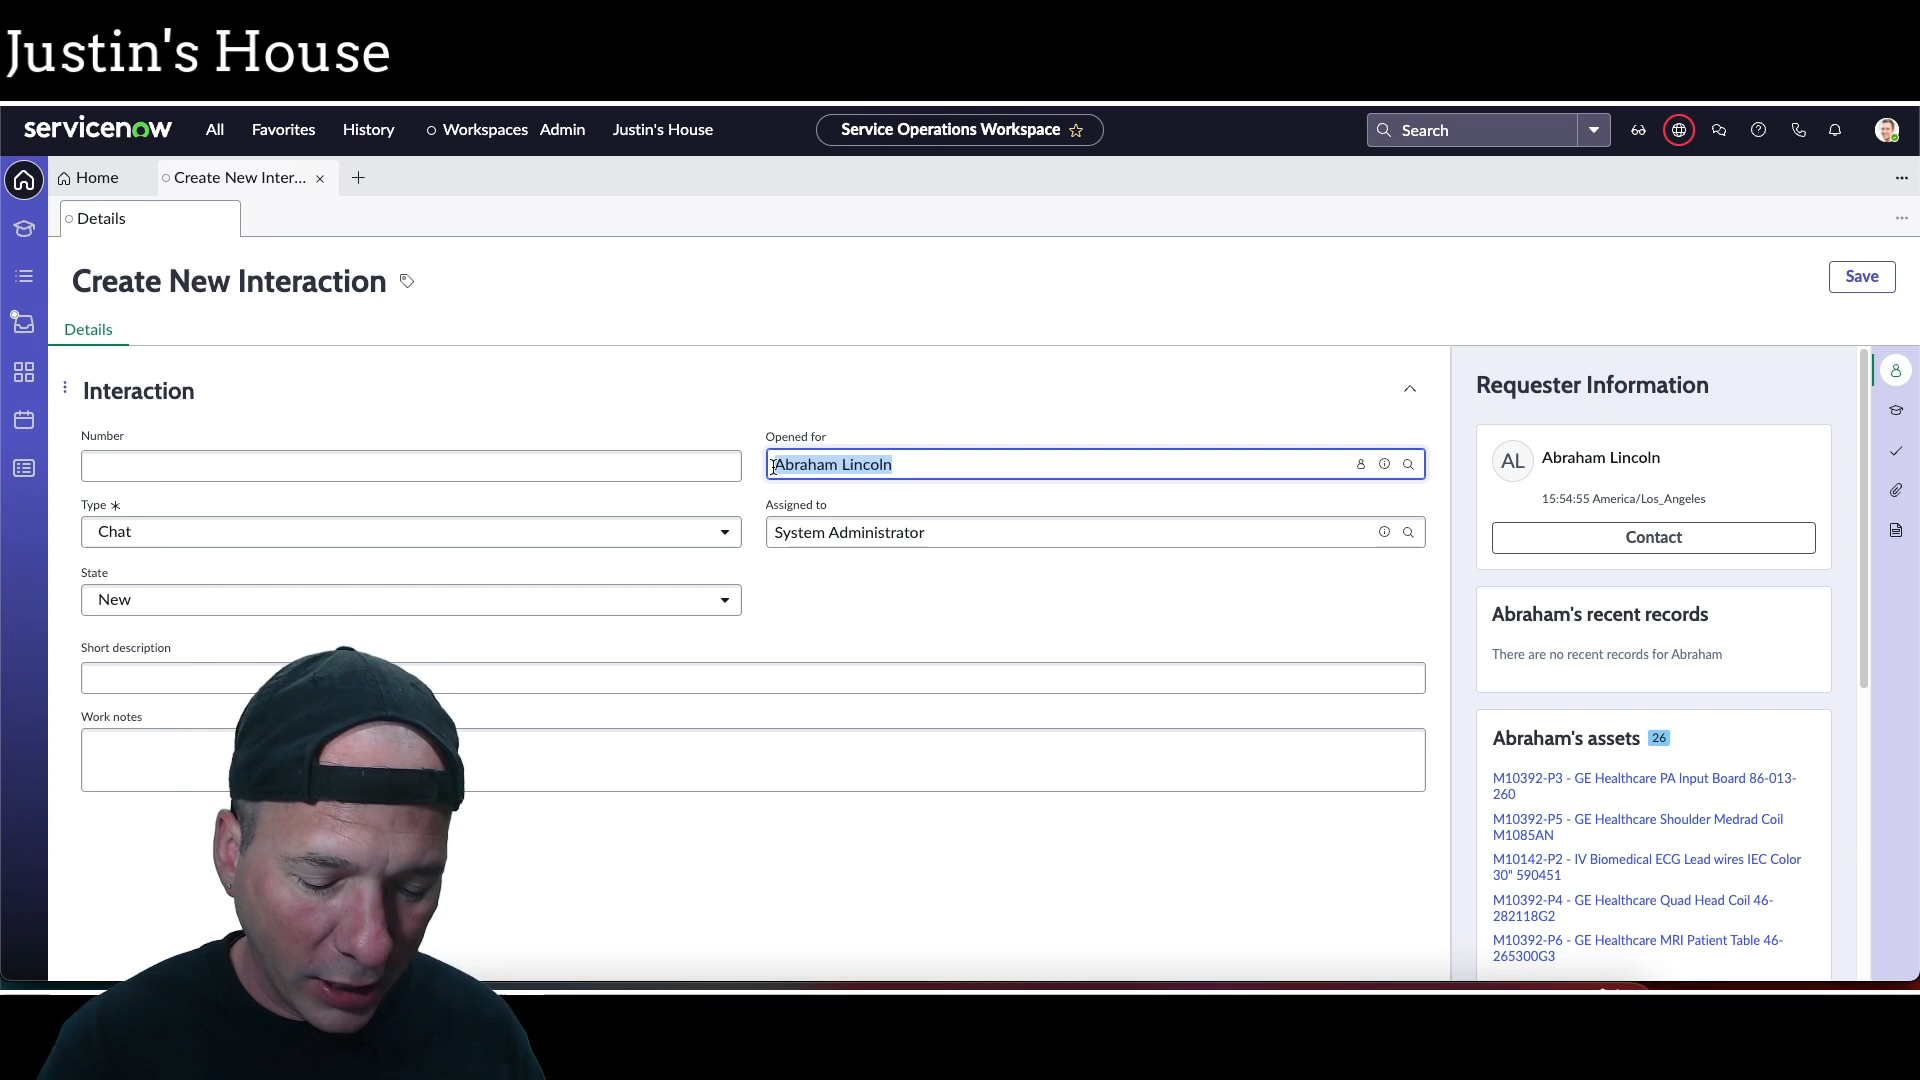 Justin's House
servicenow
All Favorites History Workspaces Admin Justin's House
Service Operations Workspace
Search
Home
Create New Inter...
Details
Create New Interaction
Save
Details
Interaction
Number
Opened for
Abraham Lincoln
Type
Chat
Assigned to
System Administrator
State
New
Short description
Work notes
Requester Information
AL
Abraham Lincoln
15:54:55 America/Los_Angeles
Contact
Abraham's recent records
There are no recent records for Abraham
Abraham's assets 26
M10392-P3 - GE Healthcare PA Input Board 86-013-
260
M10392-P5 - GE Healthcare Shoulder Medrad Coil
M1085AN
M10142-P2 - IV Biomedical ECG Lead wires IEC Color
30" 590451
M10392-P4 - GE Healthcare Quad Head Coil 46-
282118G2
M10392-P6 - GE Healthcare MRI Patient Table 46-
265300G3